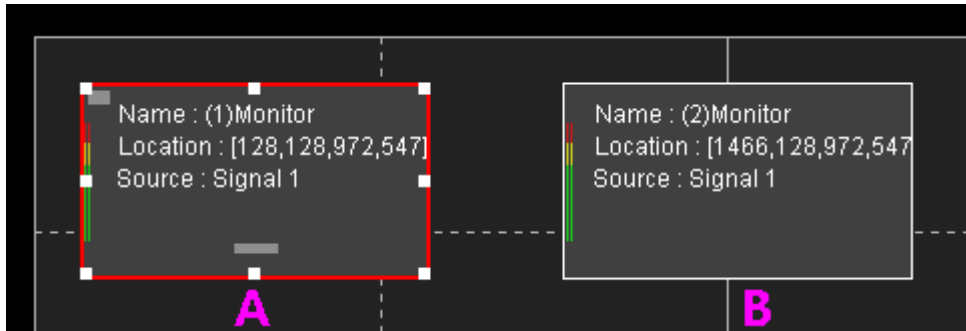 Name : (1)Monitor
Location : [128,128,972,547]
Source : Signal 1
A
Name : (2)Monitor
Location : [1466,128,972,547
Source : Signal 1
B